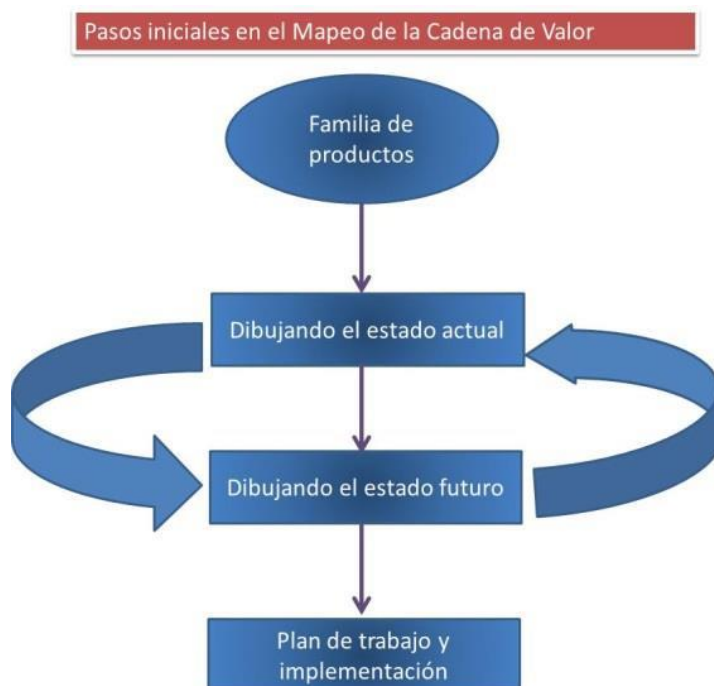 Pasos iniciales en el Mapeo de la Cadena de Valor
Familia de
productos
Dibujando el estado actual
Dibujando el estado futuro
Plan de trabajo y
implementación